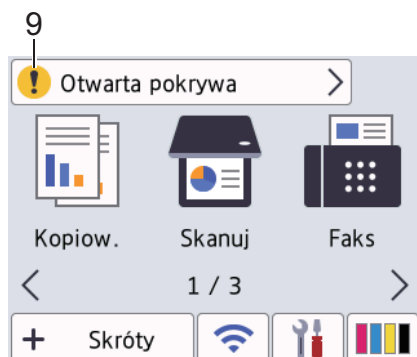 9
! Otwarta pokrywa >
Kopiow. Skanuj Faks
< 1 / 3 >
+ Skróty